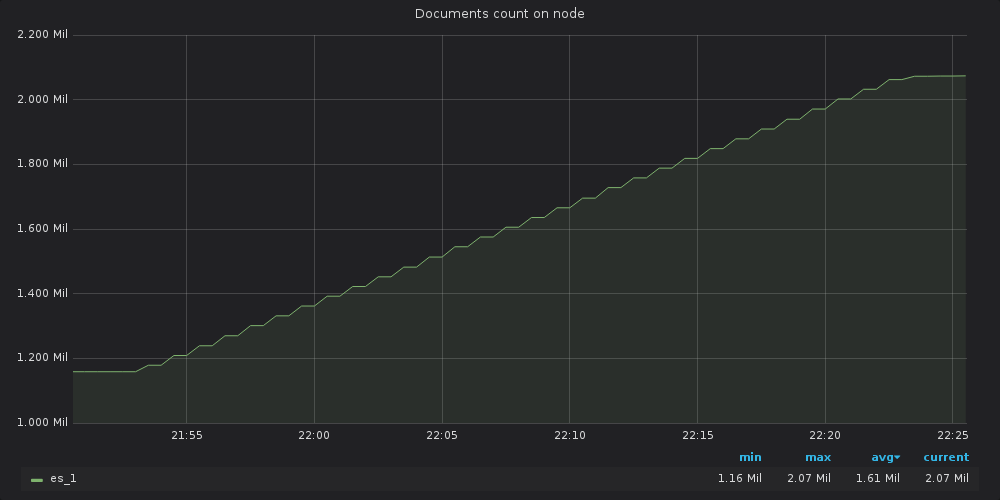 Documents count on node
2.200 Mil
2.000 Mil
1.800 Mil
1.600 Mil
1.400 Mil
1.200 Mil
1.000 Mil
21:55 22:00 22:05 22:10 22:15 22:20 22:25
min max avg current
es_1 1.16 Mil 2.07 Mil 1.61 Mil 2.07 Mil